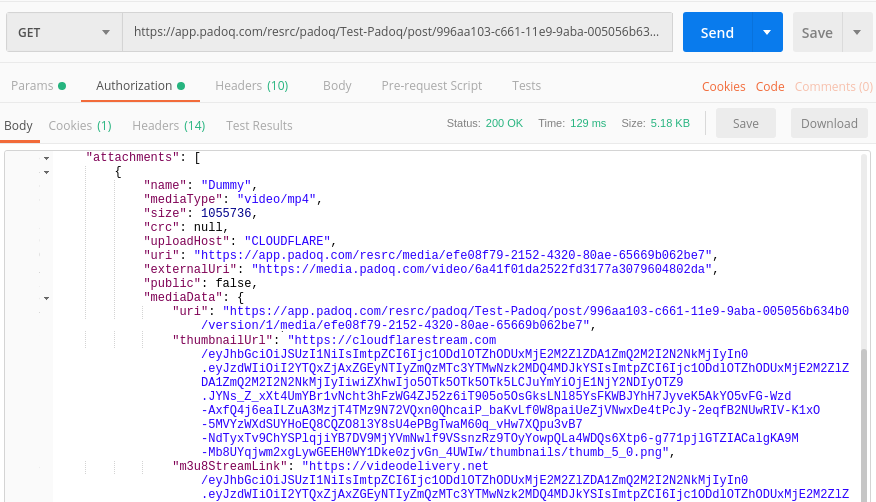 GET https://app.padoq.com/resrc/padoq/Test-Padoq/post/996aa103-c661-11e9-9aba-005056b63... Send Save
Params Authorization Headers (10) Body Pre-request Script Tests Cookies Code Comments (0)
Body Cookies (1) Headers (14) Test Results Status: 200 OK Time: 129 ms Size: 5.18 KB Save Download
"attachments": [
{
"name": "Dummy",
"mediaType": "video/mp4",
"size": 1055736,
"crc": null,
"uploadHost": "CLOUDFLARE",
"uri": "https://app.padoq.com/resrc/media/efe08f79-2152-4320-80ae-65669b062be7",
"externalUri": "https://media.padoq.com/video/6a41f01da2522fd3177a3079604802da",
"public": false,
"mediaData": {
"uri": "https://app.padoq.com/resrc/padoq/Test-Padoq/post/996aa103-c661-11e9-9aba-005056b634b0
/version/1/media/efe08f79-2152-4320-80ae-65669b062be7",
"thumbnailUrl": "https://cloudflarestream.com
/eyJhbGciOiJSUzI1NiIsImtpZCI6Ijc1ODdlOTZhODUxMjE2M2ZlZDA1ZmQ2M2I2N2NkMjIyIn0
.eyJzdWIiOiI2YTQxZjAxZGEyNTIyZmQzMTc3YTMwNzk2MDQ4MDJkYSIsImtpZCI6Ijc1ODdlOTZhODUxMjE2M2ZlZ
DA1ZmQ2M2I2N2NkMjIyIiwiZXhwIjo5OTk5OTk5OTk5LCJuYmYiOjE1NjY2NDIyOTZ9
.JYNs_Z_xXt4UmYBr1vNcht3hFzWG4ZJ52z6iT905o5OsGksLNl85YsFKWBJYhH7JyveK5AkYO5vFG-Wzd
-AxfQ4j6eaILZuA3MzjT4TMz9N72VQxn0QhcaiP_baKvLf0W8paiUeZjVNwxDe4tPcJy-2eqfB2NUwRIV-K1xO
-5MVYzWXdSUYHoEQ8CQZO8l3Y8sU4ePBgTwaM60q_vHw7XQpu3vB7
-NdTyxTv9ChYSPlqjiYB7DV9MjYVmNwlf9VSsnzRz9TOyYowpQLa4WDQs6Xtp6-g771pjlGTZIACalgKA9M
-Mb8UYqjwm2xgLywGEEH0WY1Dke0zjvGn_4UWIw/thumbnails/thumb_5_0.png",
"m3u8StreamLink": "https://videodelivery.net
/eyJhbGciOiJSUzI1NiIsImtpZCI6Ijc1ODdlOTZhODUxMjE2M2ZlZDA1ZmQ2M2I2N2NkMjIyIn0
.eyJzdWIiOiI2YTQxZjAxZGEyNTIyZmQzMTc3YTMwNzk2MDQ4MDJkYSIsImtpZCI6Ijc1ODdlOTZhODUxMjE2M2ZlZ